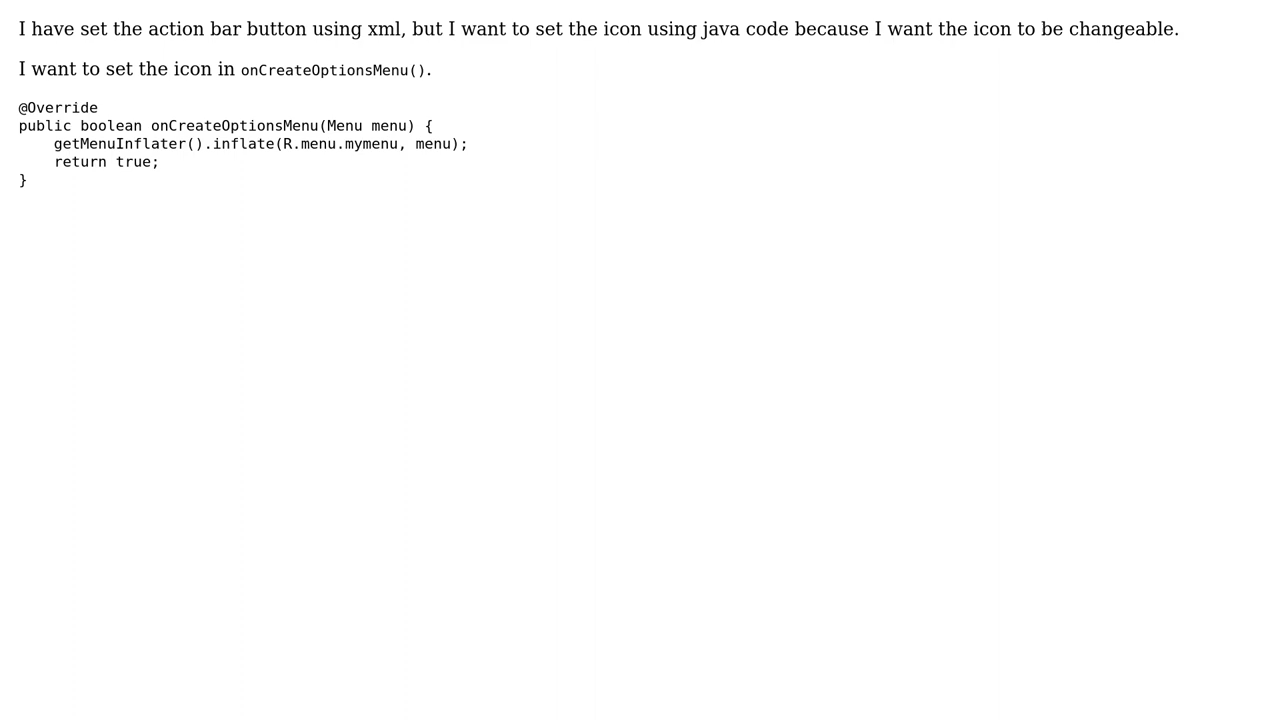 I have set the action bar button using xml, but I want to set the icon using java code because I want the icon to be changeable.
I want to set the icon in onCreateOptionsMenu().
@Override
public boolean onCreateOptionsMenu(Menu menu) {
    getMenuInflater().inflate(R.menu.mymenu, menu);
    return true;
}